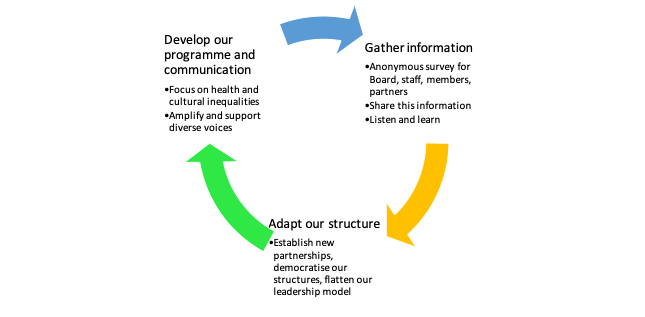 Develop our
programme and
communication
•Focus on health and
cultural inequalities
•Amplify and support
diverse voices
Gather information
•Anonymous survey for
Board, staff, members,
partners
•Share this information
•Listen and learn
Adapt our structure
•Establish new
partnerships,
democratise our
structures, flatten our
leadership model